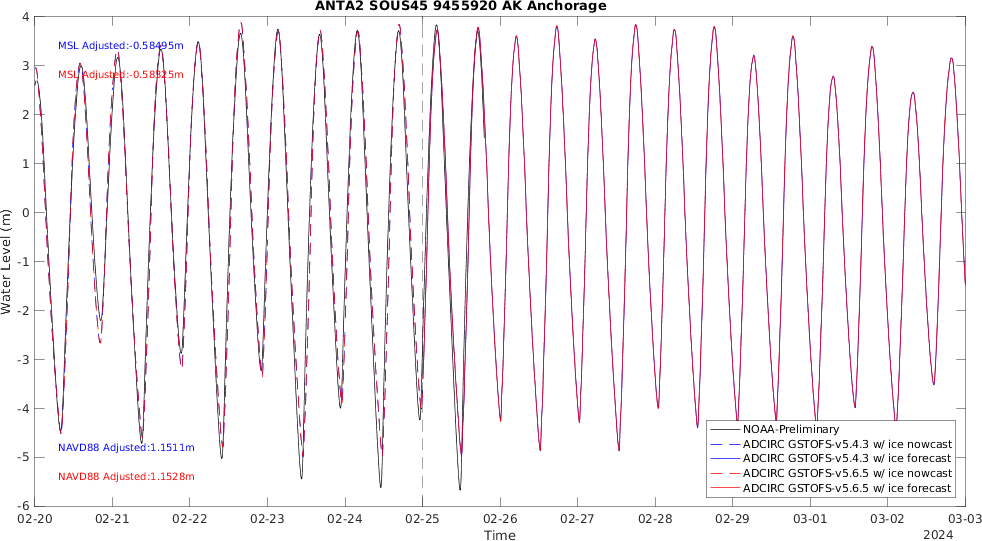 ANTA2 SOUS45 9455920 AK Anchorage
4
3
2
1
0
-1
-2
-3
-4
-5
-6
Water Level (m)
MSL Adjusted:-0.58495m
MSL Adjusted:-0.58325m
NAVD88 Adjusted:1.1511m
NAVD88 Adjusted:1.1528m
NOAA-Preliminary
ADCIRC GSTOFS-v5.4.3 w/ ice nowcast
ADCIRC GSTOFS-v5.4.3 w/ ice forecast
ADCIRC GSTOFS-v5.6.5 w/ ice nowcast
ADCIRC GSTOFS-v5.6.5 w/ ice forecast
02-20 02-21 02-22 02-23 02-24 02-25 02-26 02-27 02-28 02-29 03-01 03-02 03-03
Time
2024